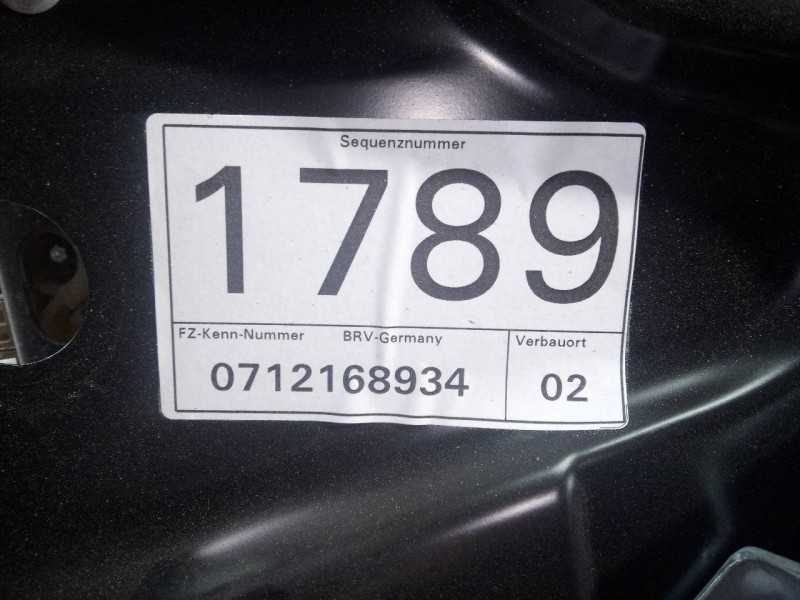 Sequenznummer
1789
FZ-Kenn-Nummer BRV-Germany Verbauort
0712168934 02